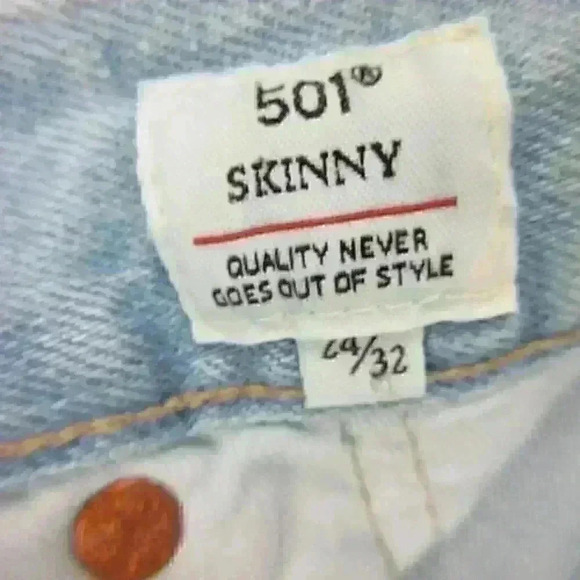 501®
SKINNY
QUALITY NEVER
GOES OUT OF STYLE
24/32